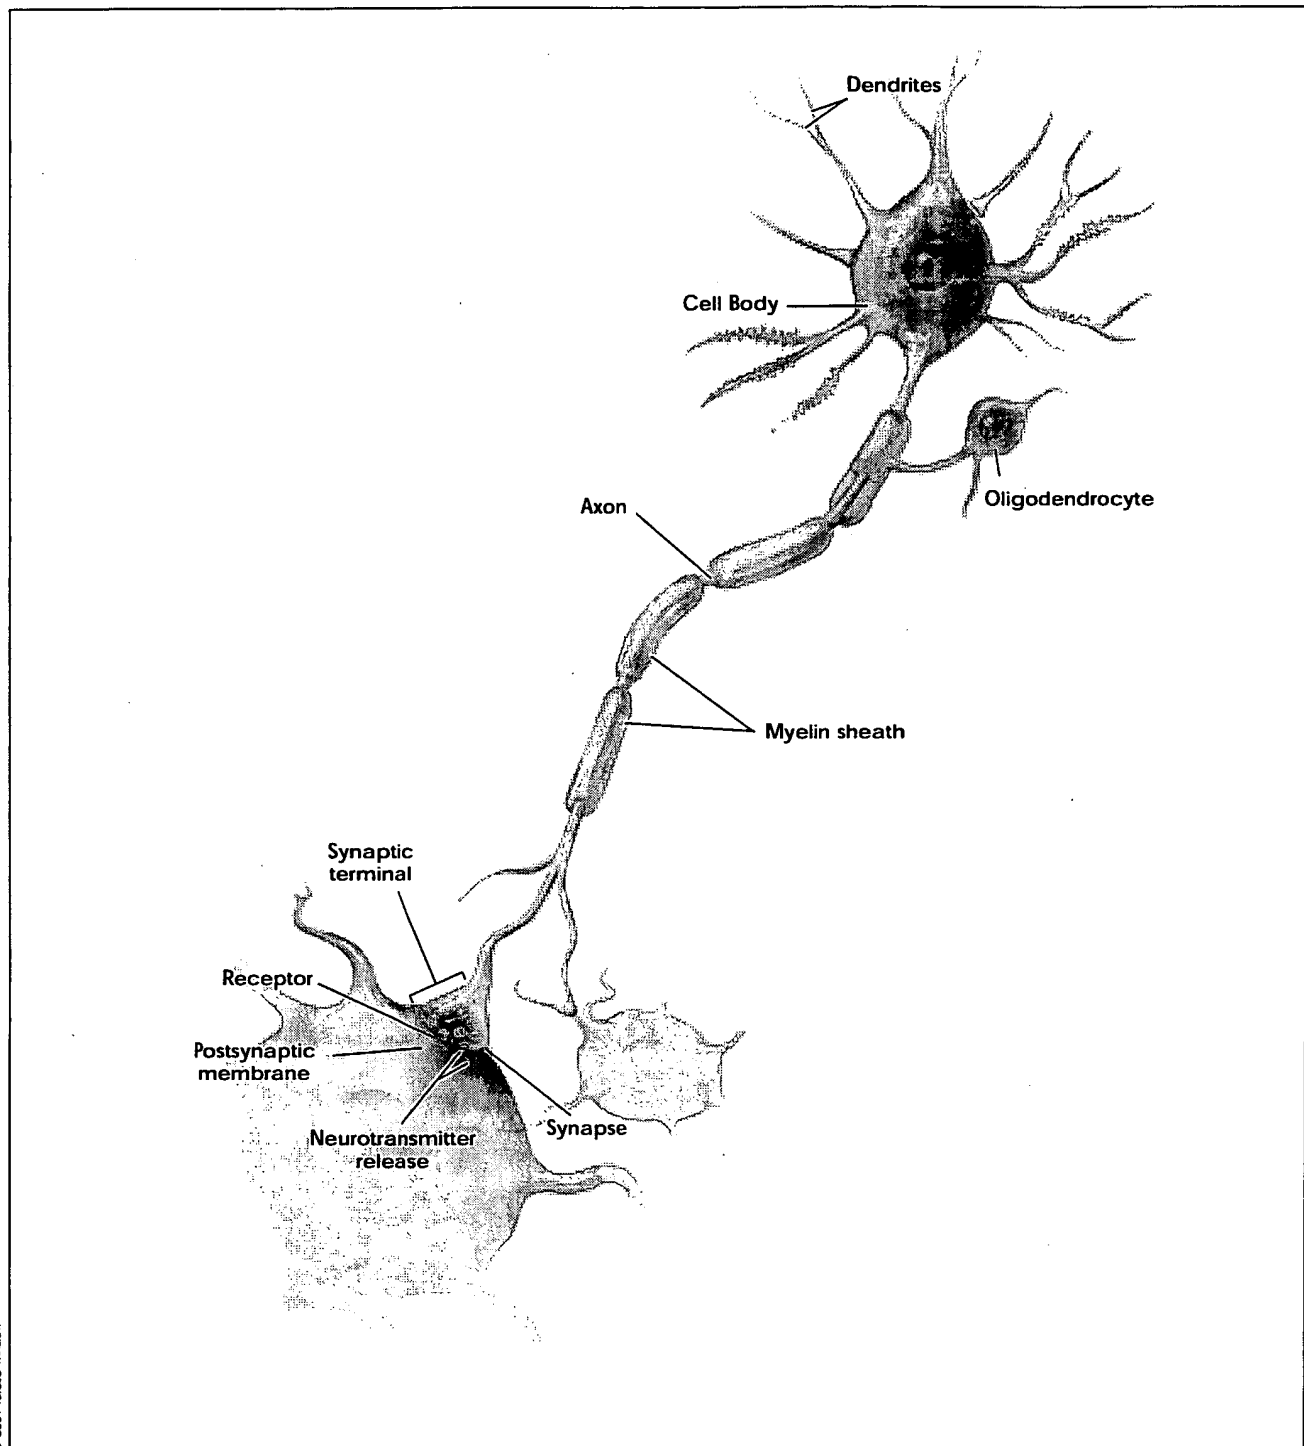 Dendrites
Cell Body
Oligodendrocyte
Axon
Myelin sheath
Synaptic
terminal
Receptor
Postsynaptic
membrane
Neurotransmitter
release
Synapse